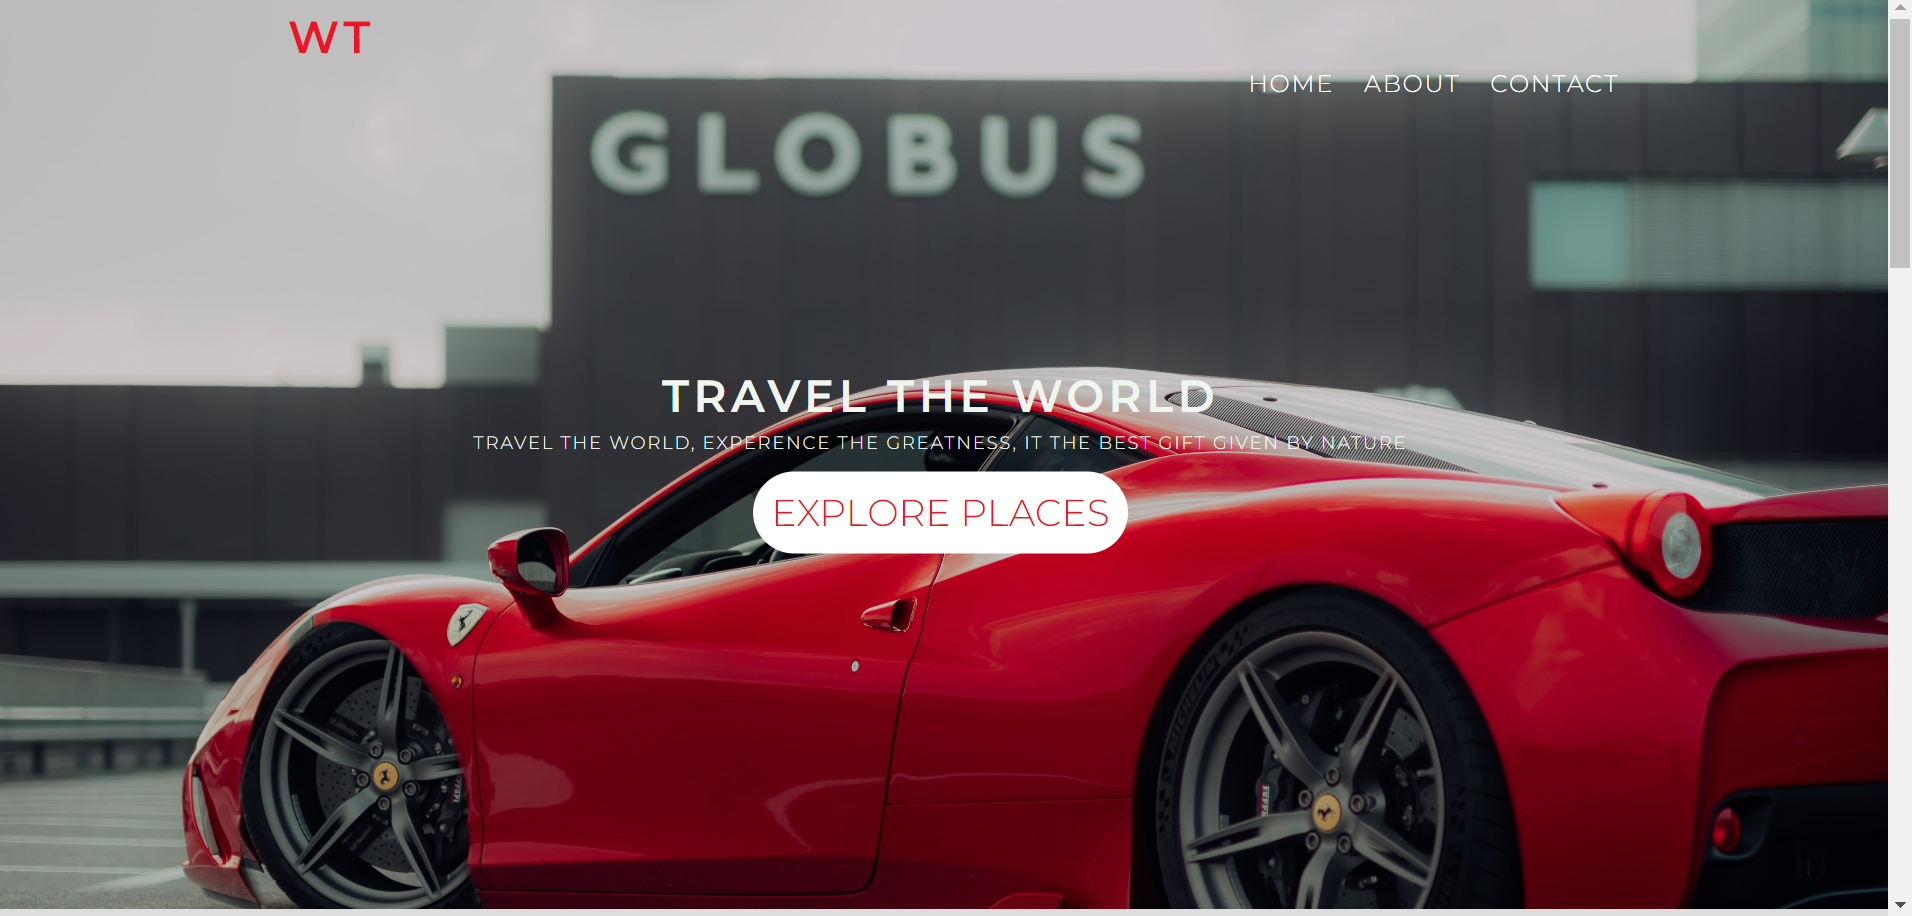 WT
HOME ABOUT CONTACT
GLOBUS
TRAVEL THE WORLD
TRAVEL THE WORLD, EXPERENCE THE GREATNESS, IT THE BEST GIFT GIVEN BY NATURE
EXPLORE PLACES
MICHELIN